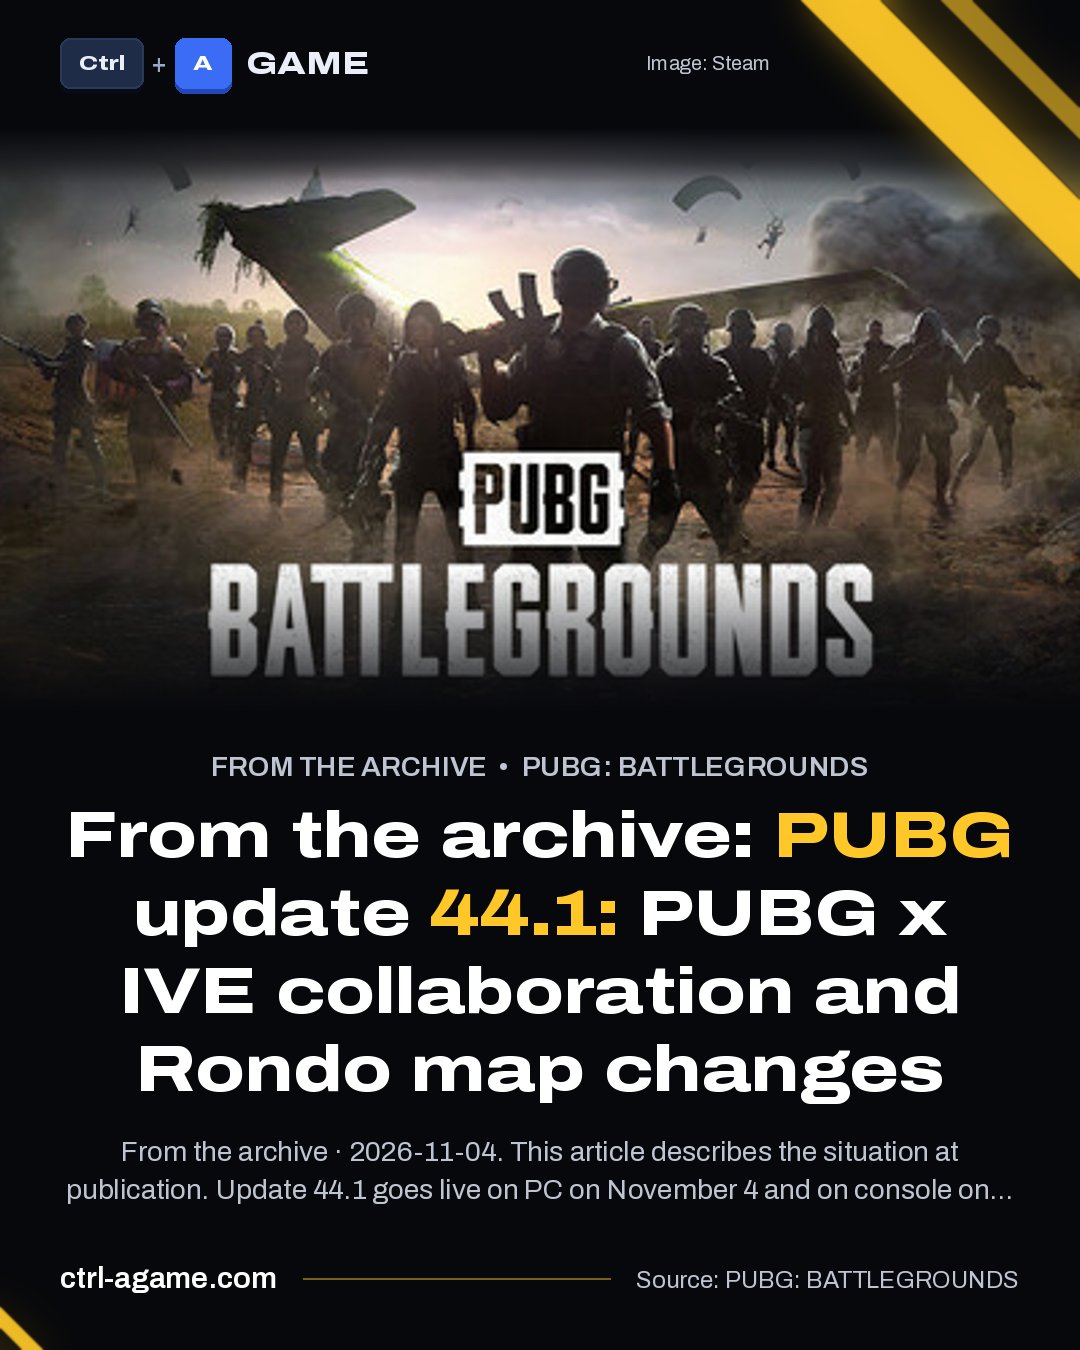 Ctrl + A GAME
Image: Steam
PUBG
BATTLEGROUNDS
FROM THE ARCHIVE • PUBG: BATTLEGROUNDS
From the archive: PUBG
update 44.1: PUBG x
IVE collaboration and
Rondo map changes
From the archive · 2026-11-04. This article describes the situation at
publication. Update 44.1 goes live on PC on November 4 and on console on...
ctrl-agame.com
Source: PUBG: BATTLEGROUNDS